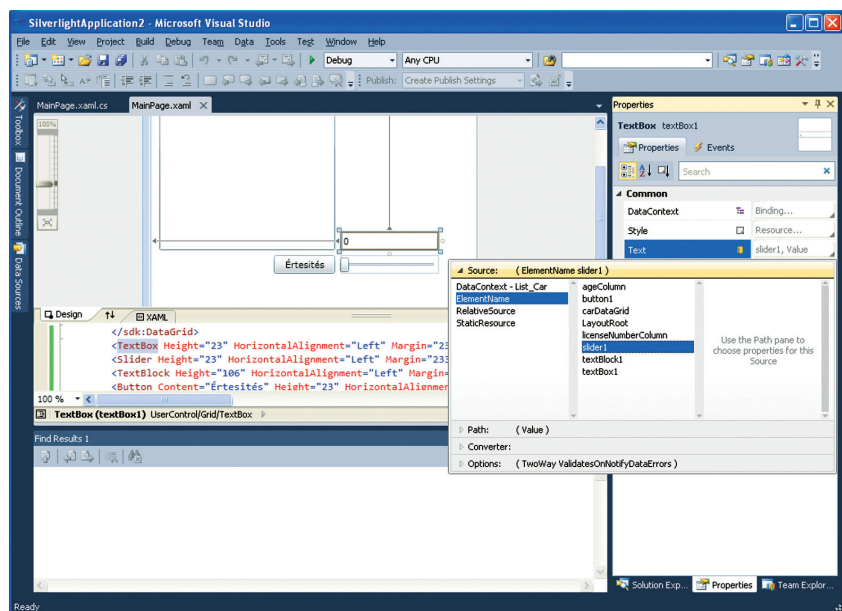 SilverlightApplication2 - Microsoft Visual Studio
File Edit View Project Build Debug Team Data Tools Test Window Help
Debug Any CPU
Publish: Create Publish Settings
Toolbox
Document Outline
Data Sources
MainPage.xaml.cs MainPage.xaml
100%
0
Értesités
Design XAML
</sdk:DataGrid>
<TextBox Height="23" HorizontalAlignment="Left" Margin="23
<Slider Height="23" HorizontalAlignment="Left" Margin="233
<TextBlock Height="106" HorizontalAlignment="Left" Margin=
<Button Content="Értesités" Height="23" HorizontalAlignmen
100 %
TextBox (textBox1) UserControl/Grid/TextBox
Find Results 1
Properties
TextBox textBox1
Properties Events
Search
Common
DataContext Binding...
Style Resource...
Text slider1, Value
Source: ( ElementName slider1 )
DataContext - List_Car
ElementName
RelativeSource
StaticResource
ageColumn
button1
carDataGrid
LayoutRoot
licenseNumberColumn
slider1
textBlock1
textBox1
Use the Path pane to
choose properties for this
Source
Path: ( Value )
Converter:
Options: ( TwoWay ValidatesOnNotifyDataErrors )
Solution Exp... Properties Team Explor...
Ready